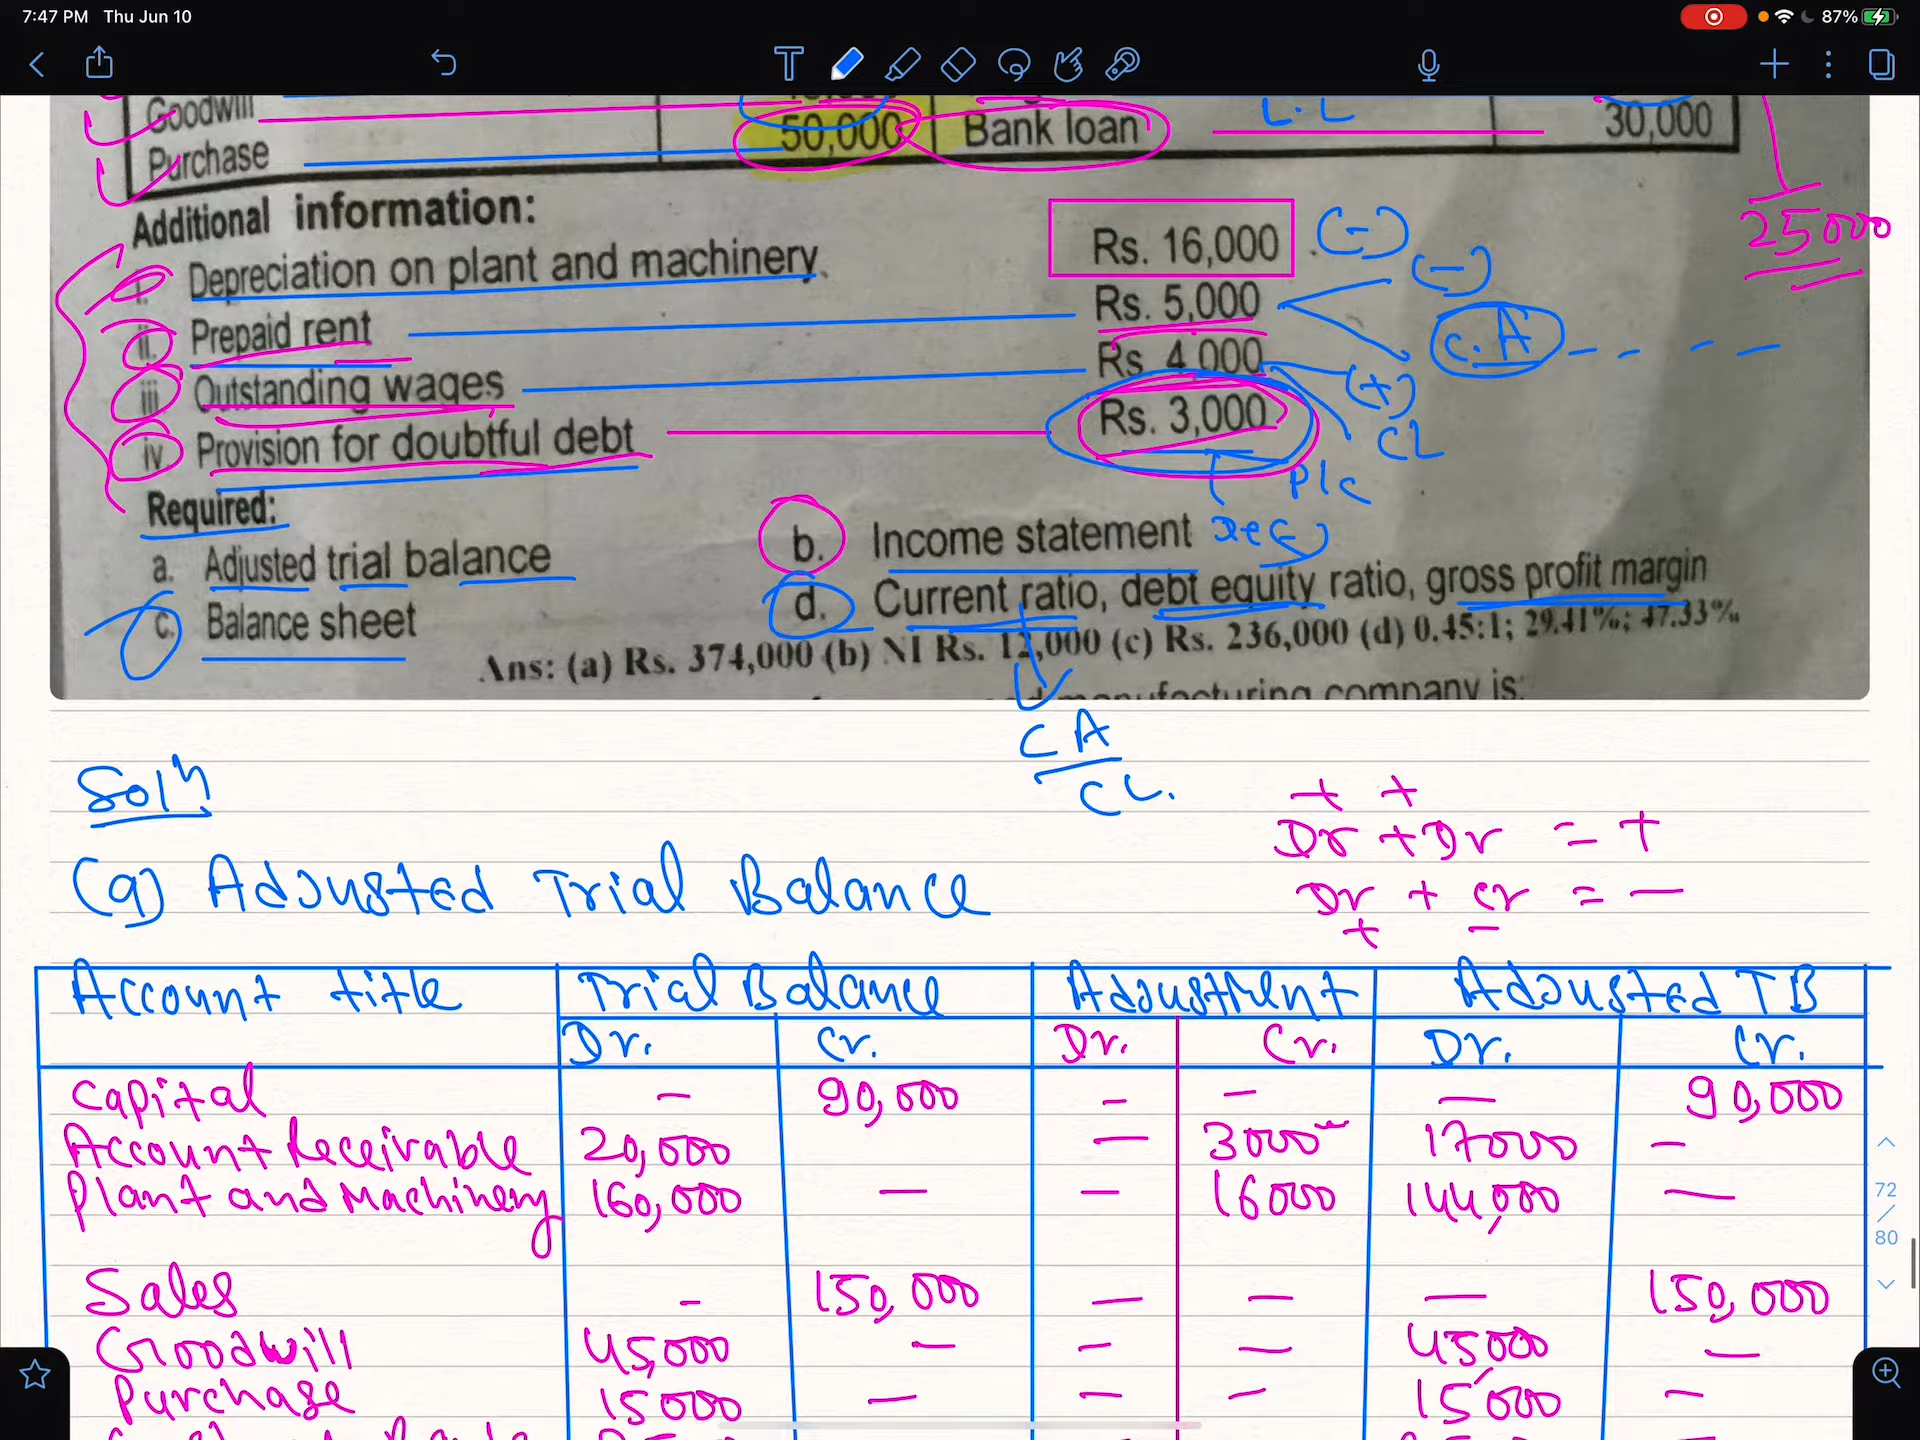 7:47 PM Thu Jun 10
87%
Goodwill
L.L
Purchase 50,000 Bank loan 30,000
Additional information:
25000
i. Depreciation on plant and machinery. Rs. 16,000 (-)
(-)
ii. Prepaid rent Rs. 5,000
C.A
iii. Outstanding wages Rs 4,000 (+)
CL
iv Provision for doubtful debt Rs. 3,000
Required:
a. Adjusted trial balance b. Income statement
c. Balance sheet d. Current ratio, debt equity ratio, gross profit margin
Ans: (a) Rs. 374,000 (b) NI Rs. 12,000 (c) Rs. 236,000 (d) 0.45:1; 29.41%; 47.33%
manufacturing company is:
CA
CL.
Solⁿ
+ +
Dr + Dr = +
(a) Adjusted Trial Balance
Dr + Cr = -
+ -
Account title Trial Balance Adjustment Adjusted TB
Dr. Cr. Dr. Cr. Dr. Cr.
Capital - 90,000 - - - 90,000
Account Receivable 20,000 - 3000 17000 -
Plant and Machinery 160,000 - - 16000 144,000 -
72
/
80
Sales - 150,000 - - - 150,000
Goodwill 45,000 - - - 45000 -
Purchase 15000 - - - 15000 -